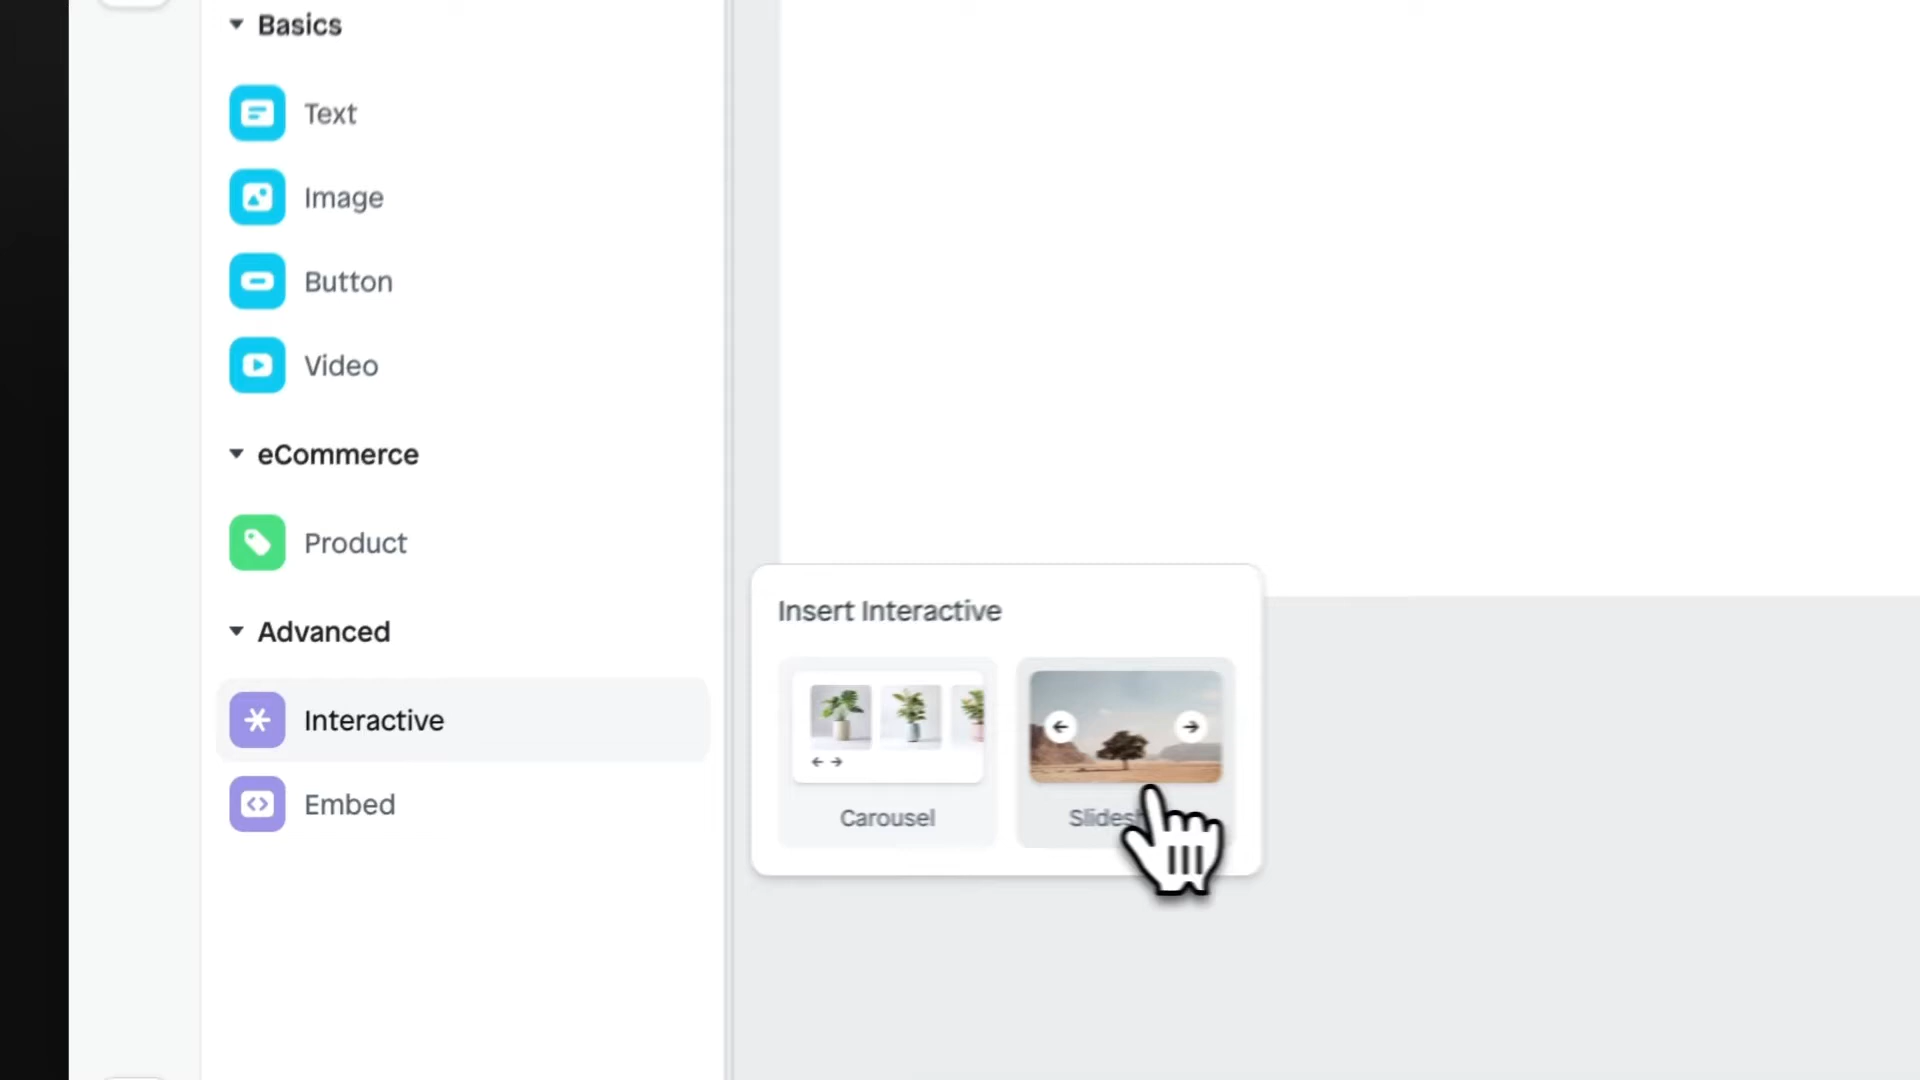 Basics
Text
Image
Button
Video
eCommerce
Product
Advanced
Interactive
Embed
Insert Interactive
Carousel